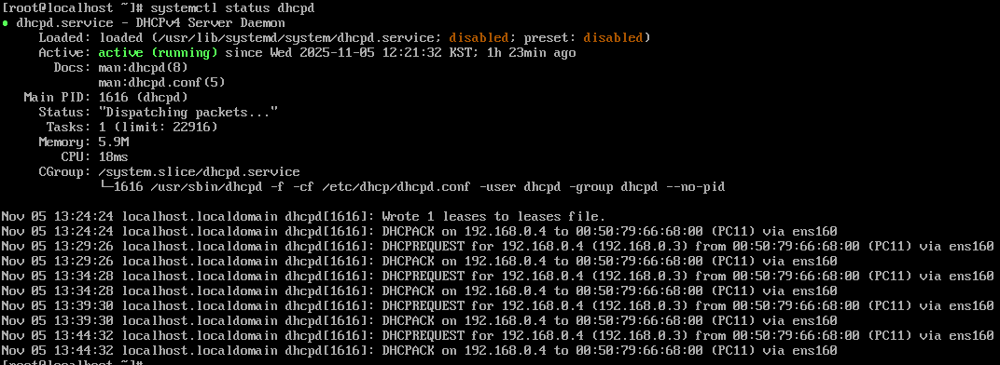 [root@localhost ~]# systemctl status dhcpd
● dhcpd.service - DHCPv4 Server Daemon
Loaded: loaded (/usr/lib/systemd/system/dhcpd.service; disabled; preset: disabled)
Active: active (running) since Wed 2025-11-05 12:21:32 KST; 1h 23min ago
Docs: man:dhcpd(8)
man:dhcpd.conf(5)
Main PID: 1616 (dhcpd)
Status: "Dispatching packets..."
Tasks: 1 (limit: 22916)
Memory: 5.9M
CPU: 18ms
CGroup: /system.slice/dhcpd.service
└─1616 /usr/sbin/dhcpd -f -cf /etc/dhcp/dhcpd.conf -user dhcpd -group dhcpd --no-pid
Nov 05 13:24:24 localhost.localdomain dhcpd[1616]: Wrote 1 leases to leases file.
Nov 05 13:24:24 localhost.localdomain dhcpd[1616]: DHCPACK on 192.168.0.4 to 00:50:79:66:68:00 (PC11) via ens160
Nov 05 13:29:26 localhost.localdomain dhcpd[1616]: DHCPREQUEST for 192.168.0.4 (192.168.0.3) from 00:50:79:66:68:00 (PC11) via ens160
Nov 05 13:29:26 localhost.localdomain dhcpd[1616]: DHCPACK on 192.168.0.4 to 00:50:79:66:68:00 (PC11) via ens160
Nov 05 13:34:28 localhost.localdomain dhcpd[1616]: DHCPREQUEST for 192.168.0.4 (192.168.0.3) from 00:50:79:66:68:00 (PC11) via ens160
Nov 05 13:34:28 localhost.localdomain dhcpd[1616]: DHCPACK on 192.168.0.4 to 00:50:79:66:68:00 (PC11) via ens160
Nov 05 13:39:30 localhost.localdomain dhcpd[1616]: DHCPREQUEST for 192.168.0.4 (192.168.0.3) from 00:50:79:66:68:00 (PC11) via ens160
Nov 05 13:39:30 localhost.localdomain dhcpd[1616]: DHCPACK on 192.168.0.4 to 00:50:79:66:68:00 (PC11) via ens160
Nov 05 13:44:32 localhost.localdomain dhcpd[1616]: DHCPREQUEST for 192.168.0.4 (192.168.0.3) from 00:50:79:66:68:00 (PC11) via ens160
Nov 05 13:44:32 localhost.localdomain dhcpd[1616]: DHCPACK on 192.168.0.4 to 00:50:79:66:68:00 (PC11) via ens160